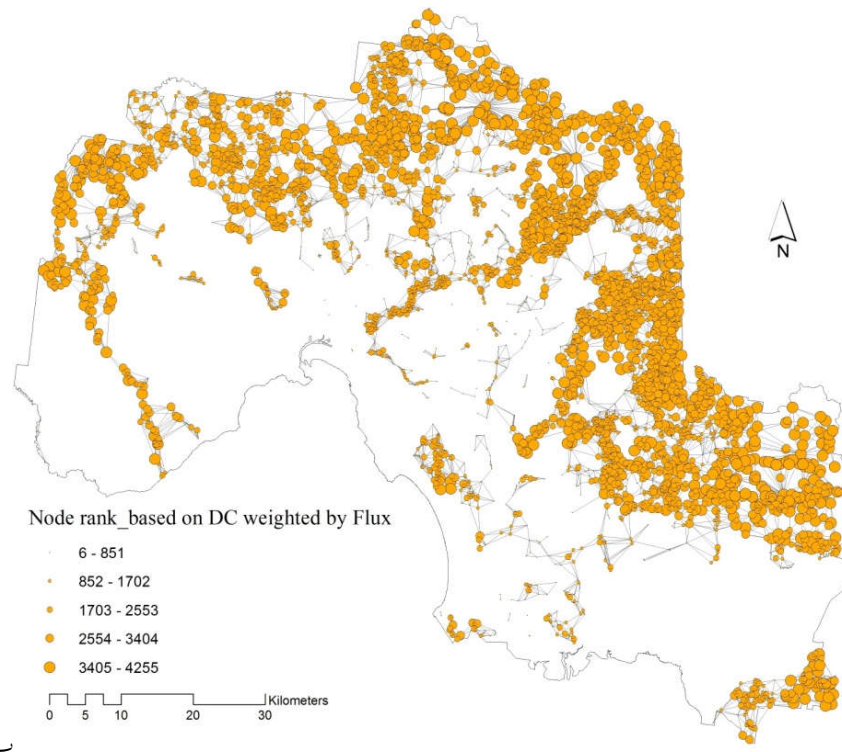 N
Node rank_based on DC weighted by Flux
6 - 851
852 - 1702
1703 - 2553
2554 - 3404
3405 - 4255
Kilometers
0 5 10 20 30